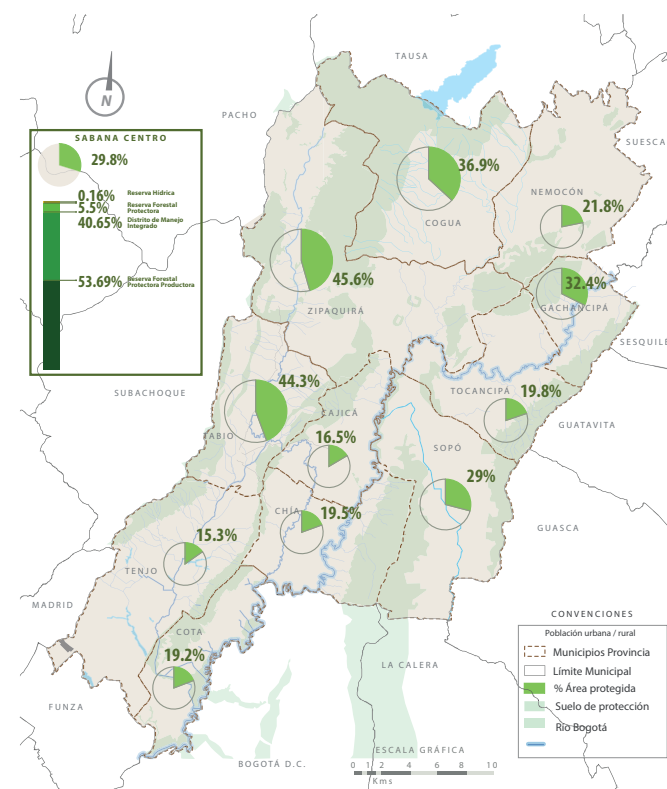 TAUSA
N
PACHO
SABANA CENTRO
29.8%
0.16% Reserva Hídrica
5.5% Reserva Forestal Protectora
40.65% Distrito de Manejo Integrado
53.69% Reserva Forestal Protectora Productora
SUESCA
36.9%
COGUA
NEMOCÓN
21.8%
45.6%
ZIPAQUIRÁ
32.4%
GACHANCIPÁ
SESQUILE
SUBACHOQUE
44.3%
TABIO
CAJICÁ
16.5%
TOCANCIPÁ
19.8%
GUATAVITA
SOPÓ
29%
CHÍA
19.5%
GUASCA
15.3%
TENJO
MADRID
COTA
19.2%
FUNZA
LA CALERA
BOGOTÁ D.C.
ESCALA GRÁFICA
0 1 2 4 6 8 10
Kms
CONVENCIONES
Población urbana / rural
Municipios Provincia
Límite Municipal
% Área protegida
Suelo de protección
Río Bogotá